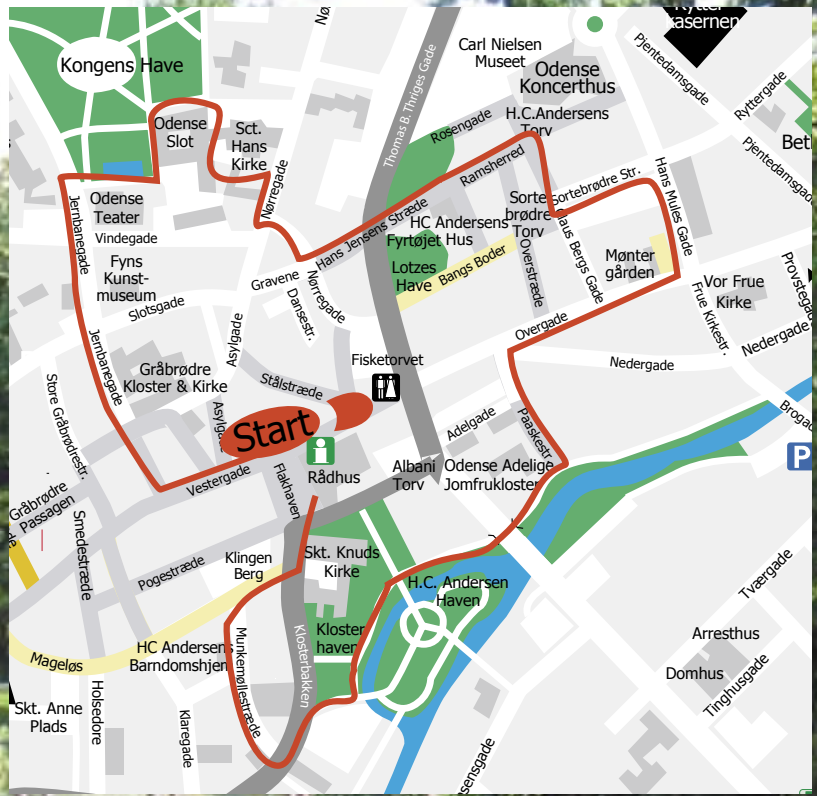 Rytter
kasernen
Kongens Have
Carl Nielsen
Museet
Pjentedamsgade
Odense
Koncerthus
Ryttergade
Thomas B. Thriges Gade
Odense
Slot
Sct.
Hans
Kirke
Rosengade
H.C.Andersens
Torv
Pjentedamsgade
Ramsherred
Hans Mules Gade
Sortebrødre Str.
Nørregade
Jernbanegade
Odense
Teater
Hans Jensens Stræde
Sorte
brødre
Torv
HC Andersens
Fyrtøjet Hus
Claus Bergs Gade
Vindegade
Fyns
Kunst-
museum
Lotzes
Have
Bangs Boder
Overstræde
Mønter
gården
Vor Frue
Kirke
Gravene
Nørregade
Dansestr.
Slotsgade
Overgade
Frue Kirkestr.
Nedergade
Nedergade
Jernbanegade
Asylgade
Fisketorvet
Gråbrødre
Kloster & Kirke
Stålstræde
Store Gråbrødrestr.
Start
Adelgade
Paaskestr.
P
Vestergade
Flakhaven
Rådhus
Albani
Torv
Odense Adelige
Jomfrukloster
Gråbrødre
Passagen
Smedestræde
Pogestræde
Klingen
Berg
Skt. Knuds
Kirke
H.C. Andersen
Haven
Tværgade
Kloster
haven
Klosterbakken
Munkemøllestræde
HC Andersens
Barndomshjem
Mageløs
Arresthus
Domhus
Tinghusgade
Skt. Anne
Plads
Holsedore
Klaregade